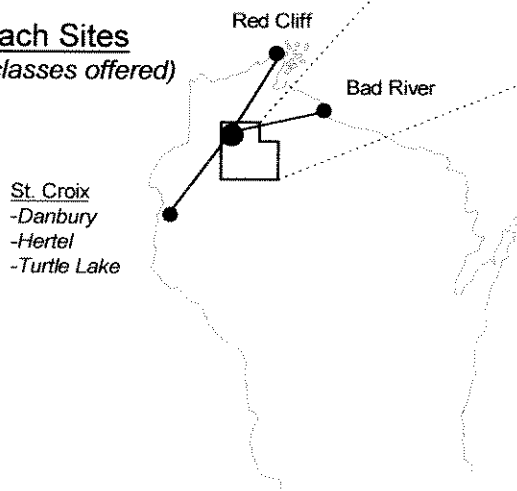 Red Cliff
ach Sites
classes offered)
Bad River
St. Croix
-Danbury
-Hertel
-Turtle Lake